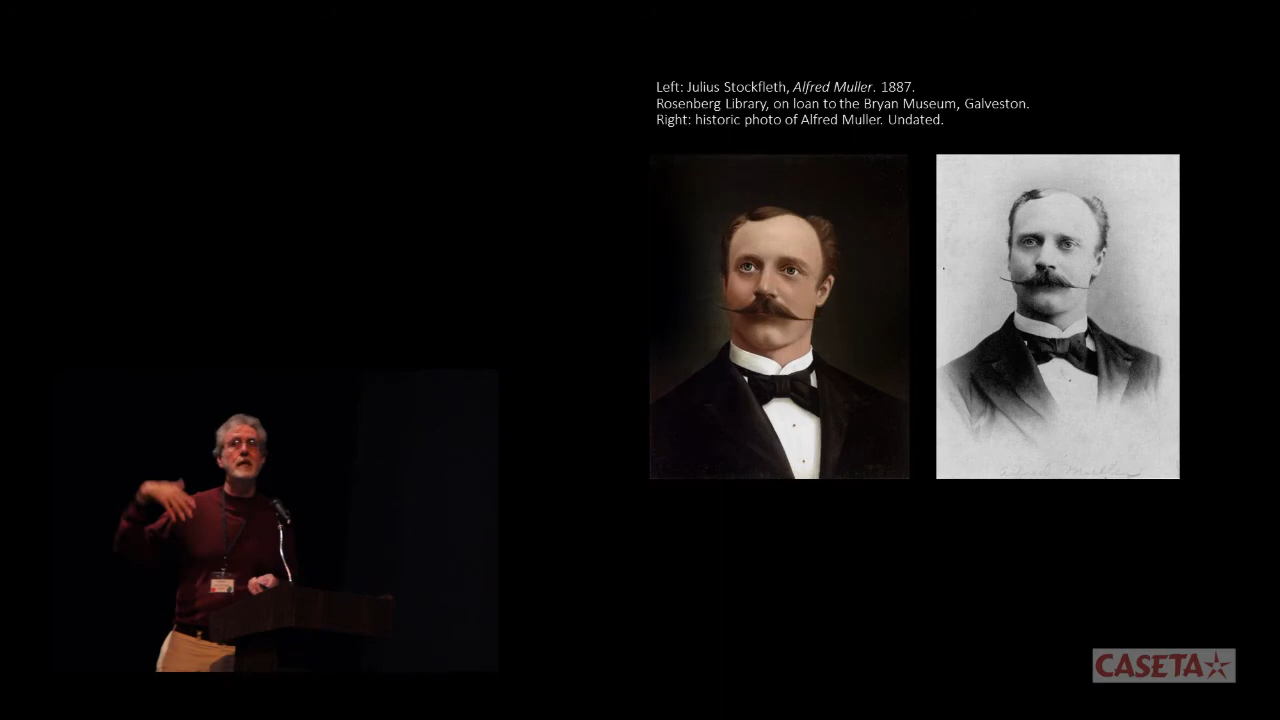 Left: Julius Stockfleth, Alfred Muller. 1887.
Rosenberg Library, on loan to the Bryan Museum, Galveston.
Right: historic photo of Alfred Muller. Undated.
CASETA